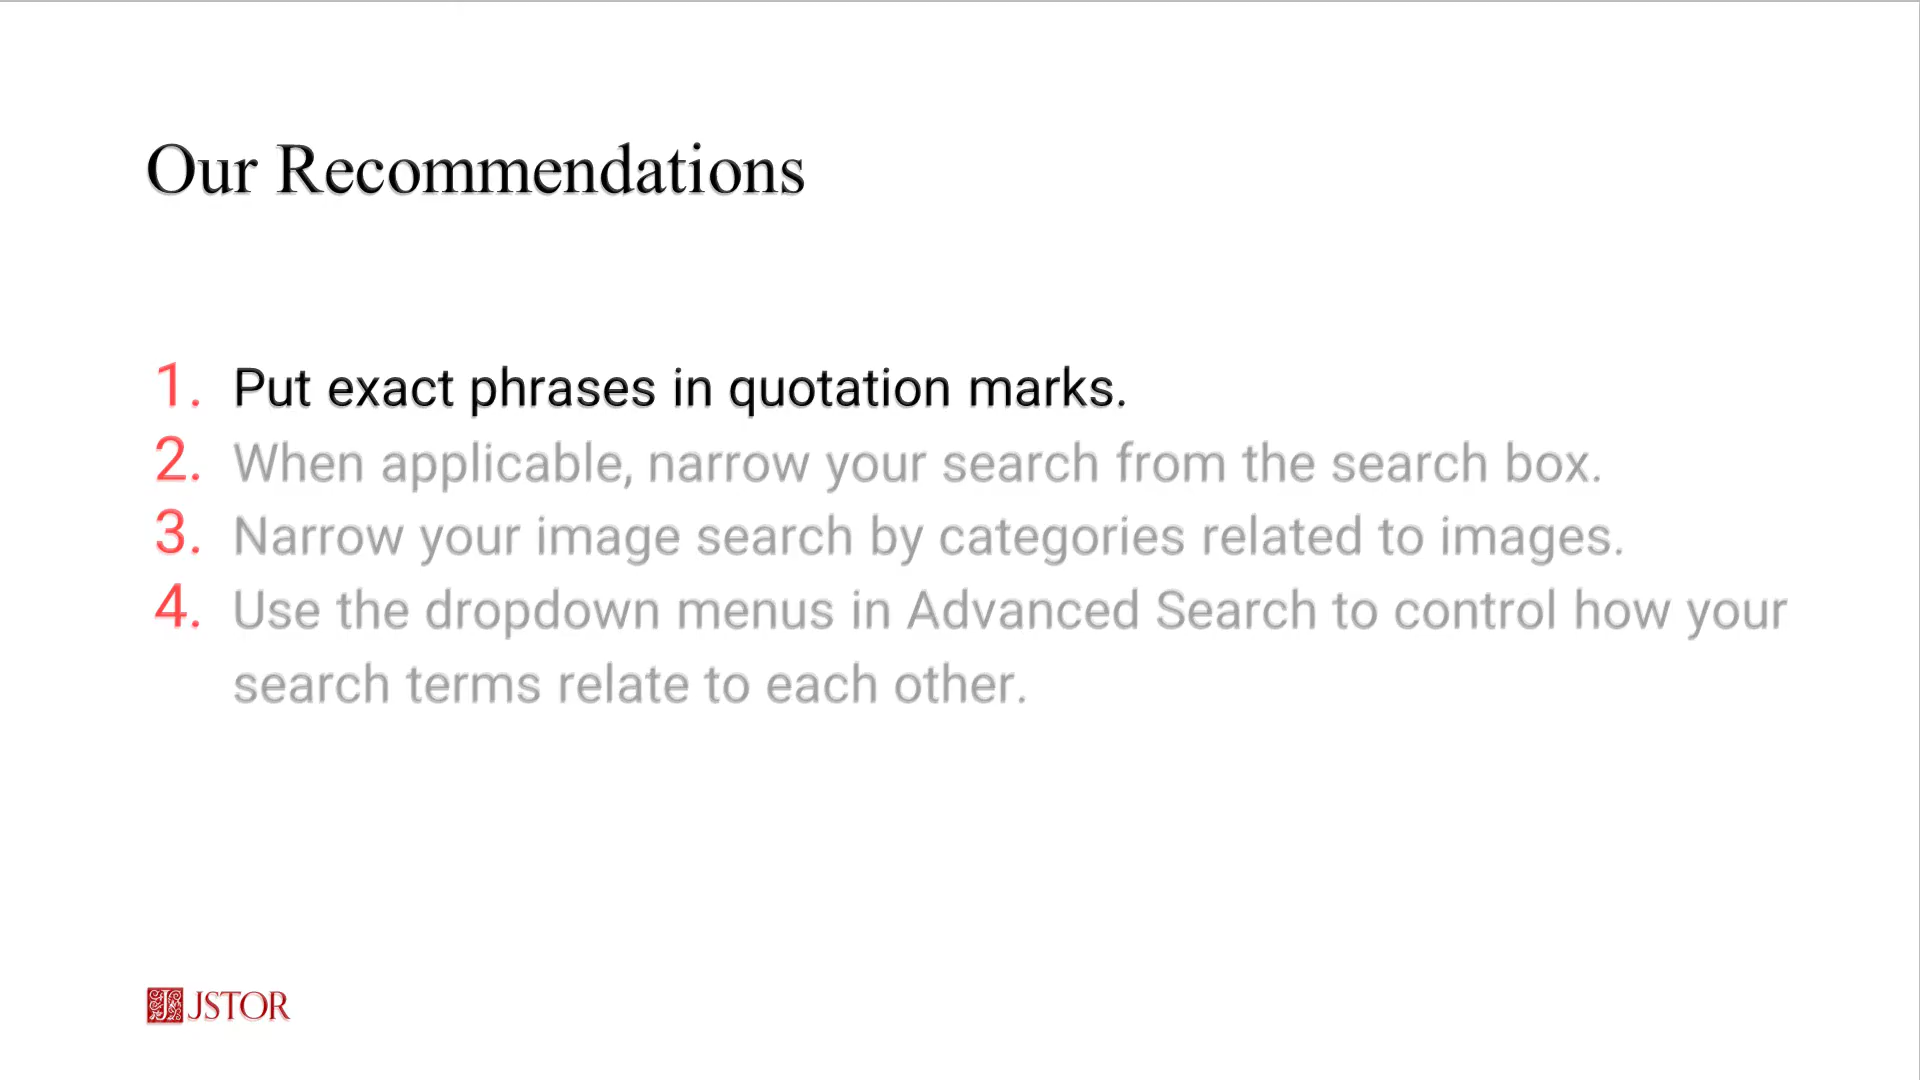 Our Recommendations
1. Put exact phrases in quotation marks.
2. When applicable, narrow your search from the search box.
3. Narrow your image search by categories related to images.
4. Use the dropdown menus in Advanced Search to control how your
search terms relate to each other.
J JSTOR